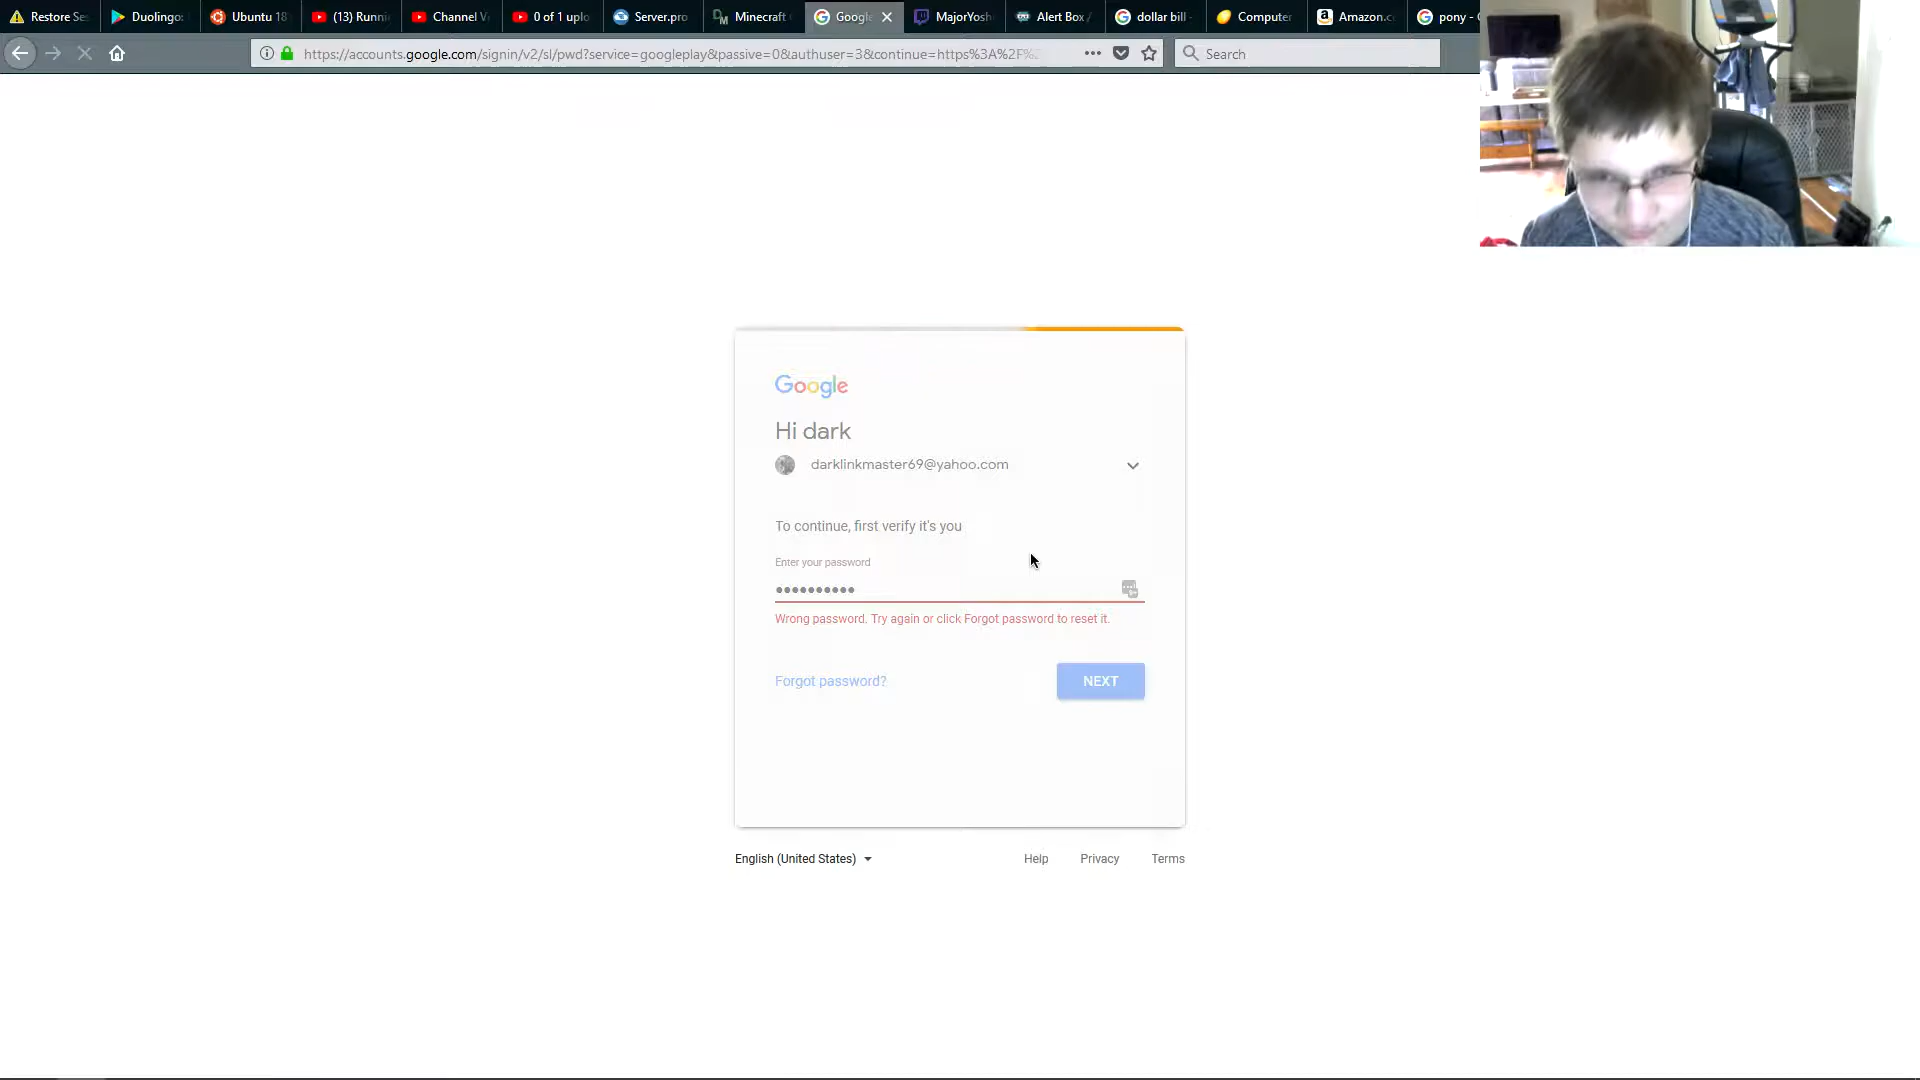 Restore Ses
Duolingo:
Ubuntu 18
(13) Runni
Channel Vi
0 of 1 uplo
Server.pro
Minecraft
Google
MajorYosh
Alert Box /
dollar bill -
Computer
Amazon.c
pony - G
https://accounts.google.com/signin/v2/sl/pwd?service=googleplay&passive=0&authuser=3&continue=https%3A%2F%2
Search
Google
Hi dark
darklinkmaster69@yahoo.com
To continue, first verify it's you
Enter your password
••••••••••
Wrong password. Try again or click Forgot password to reset it.
Forgot password?
NEXT
English (United States)
Help
Privacy
Terms